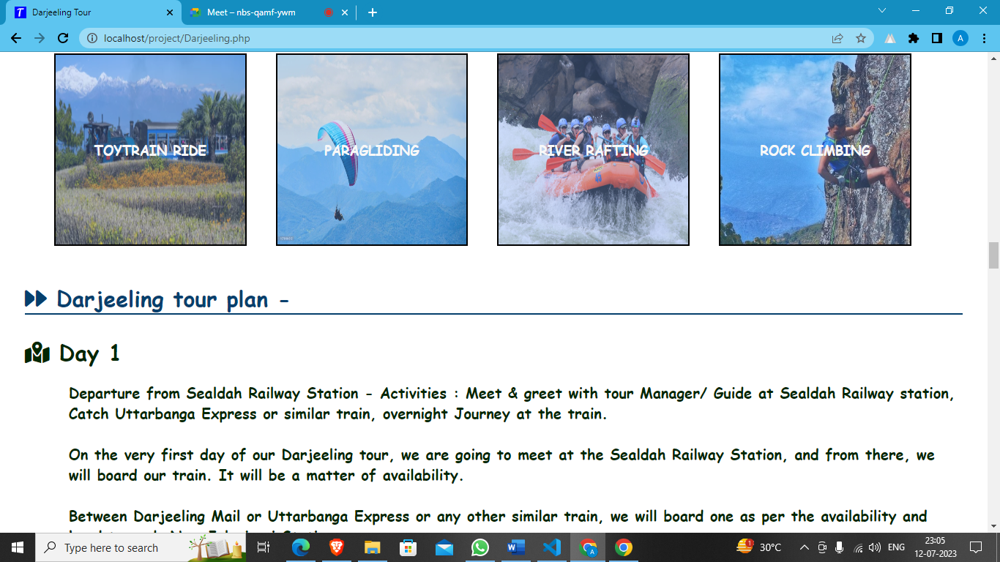 Darjeeling Tour
Meet – nbs-qamf-ywm
localhost/project/Darjeeling.php
A
TOYTRAIN RIDE
PARAGLIDING
RIVER RAFTING
ROCK CLIMBING
Darjeeling tour plan -
Day 1
Departure from Sealdah Railway Station - Activities : Meet & greet with tour Manager/ Guide at Sealdah Railway station,
Catch Uttarbanga Express or similar train, overnight Journey at the train.
On the very first day of our Darjeeling tour, we are going to meet at the Sealdah Railway Station, and from there, we
will board our train. It will be a matter of availability.
Between Darjeeling Mail or Uttarbanga Express or any other similar train, we will board one as per the availability and
Type here to search
1
30°C
ENG
23:05
12-07-2023